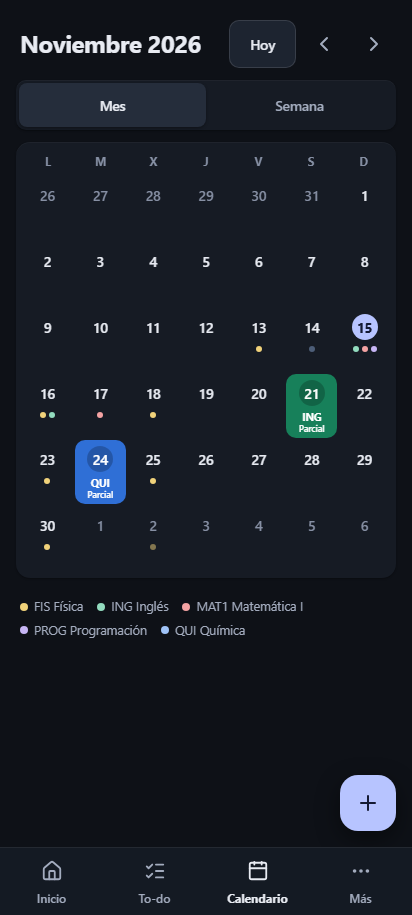 Noviembre 2026 Hoy
Mes Semana
L M X J V S D
26 27 28 29 30 31 1
2 3 4 5 6 7 8
9 10 11 12 13 14 15
16 17 18 19 20 21 22
ING
Parcial
23 24 25 26 27 28 29
QUI
Parcial
30 1 2 3 4 5 6
FIS Física ING Inglés MAT1 Matemática I
PROG Programación QUI Química
Inicio To-do Calendario Más